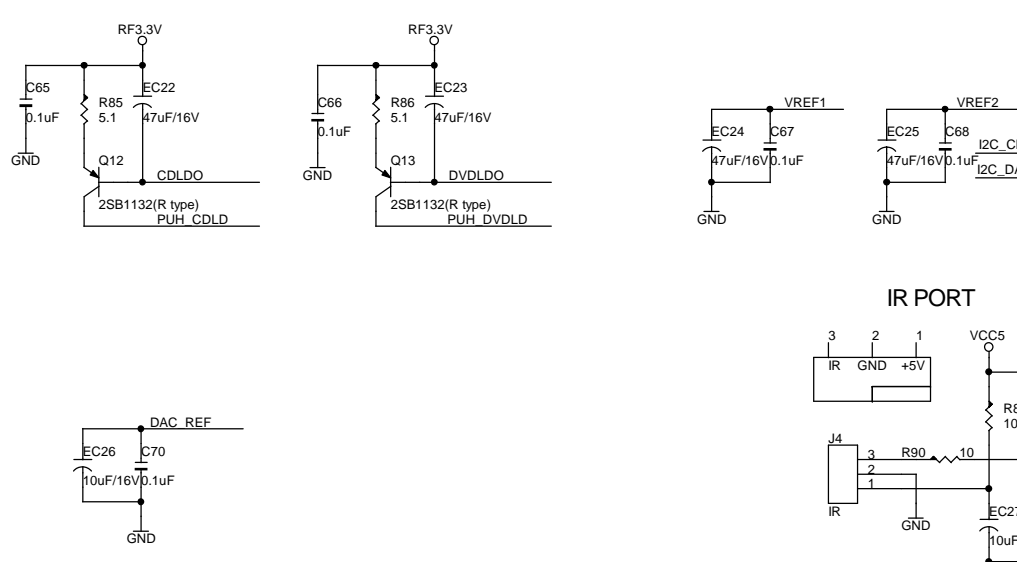 RF3.3V
C65
0.1uF
GND
R85
5.1
EC22
47uF/16V
Q12
CDLDO
2SB1132(R type)
PUH_CDLD
RF3.3V
C66
0.1uF
GND
R86
5.1
EC23
47uF/16V
Q13
DVDLDO
2SB1132(R type)
PUH_DVDLD
VREF1
EC24
47uF/16V
C67
0.1uF
GND
VREF2
EC25
47uF/16V
C68
0.1uF
GND
IR PORT
3 2 1
IR GND +5V
VCC5
J4
3
2
1
IR
R90 10
GND
DAC_REF
EC26
10uF/16V
C70
0.1uF
GND
EC27